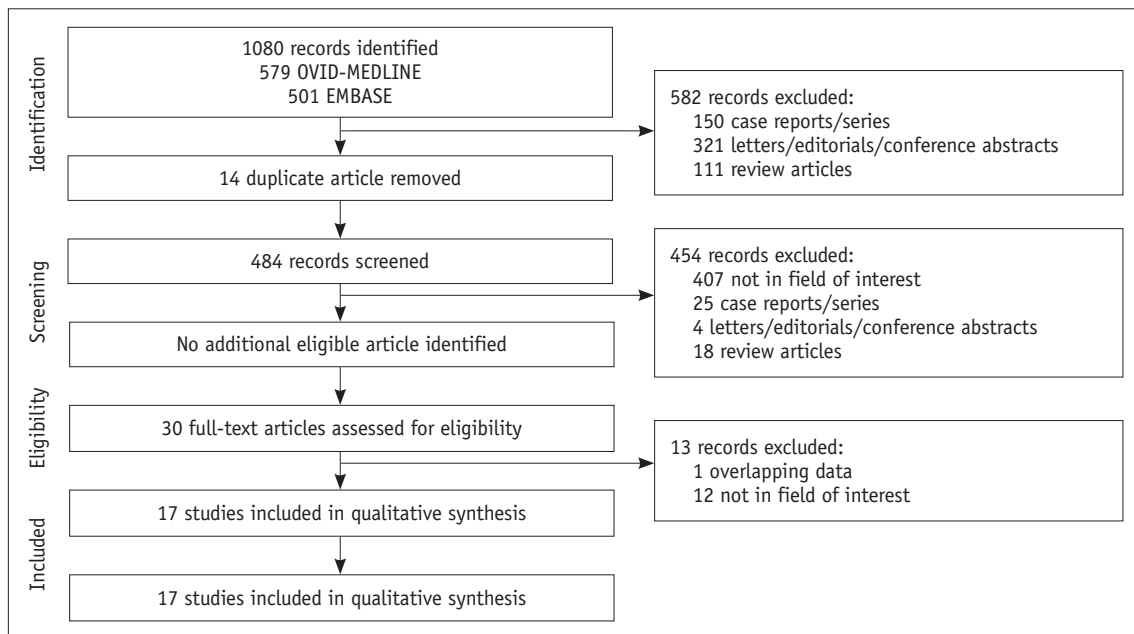 Identification
1080 records identified
579 OVID-MEDLINE
501 EMBASE
582 records excluded:
150 case reports/series
321 letters/editorials/conference abstracts
111 review articles
14 duplicate article removed
Screening
484 records screened
454 records excluded:
407 not in field of interest
25 case reports/series
4 letters/editorials/conference abstracts
18 review articles
No additional eligible article identified
Eligibility
30 full-text articles assessed for eligibility
13 records excluded:
1 overlapping data
12 not in field of interest
Included
17 studies included in qualitative synthesis
17 studies included in qualitative synthesis